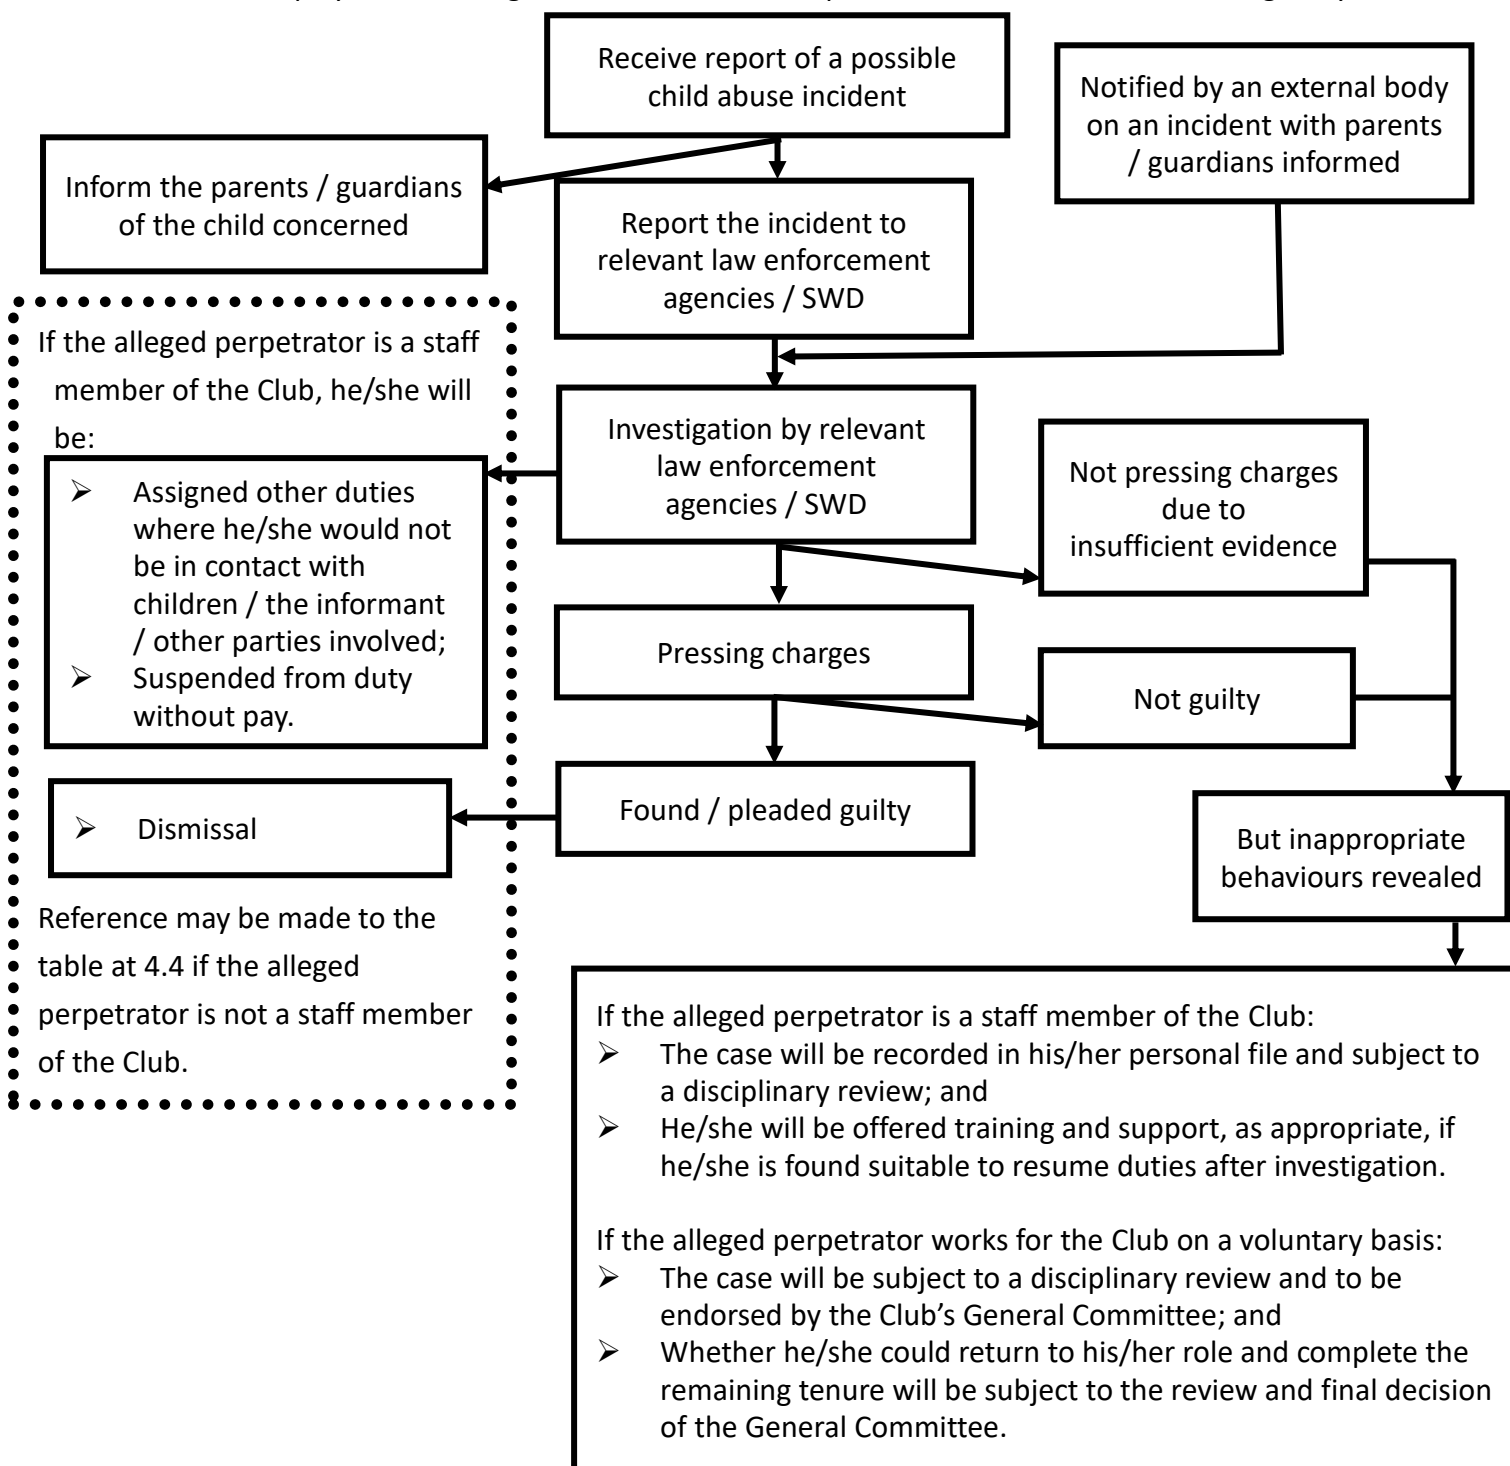 Receive report of a possible
child abuse incident
Notified by an external body
on an incident with parents
/ guardians informed
Inform the parents / guardians
of the child concerned
Report the incident to
relevant law enforcement
agencies / SWD
If the alleged perpetrator is a staff
member of the Club, he/she will
be:
➢ Assigned other duties
where he/she would not
be in contact with
children / the informant
/ other parties involved;
➢ Suspended from duty
without pay.
Investigation by relevant
law enforcement
agencies / SWD
Not pressing charges
due to
insufficient evidence
Pressing charges
Not guilty
Found / pleaded guilty
➢ Dismissal
But inappropriate
behaviours revealed
Reference may be made to the
table at 4.4 if the alleged
perpetrator is not a staff member
of the Club.
If the alleged perpetrator is a staff member of the Club:
➢ The case will be recorded in his/her personal file and subject to
a disciplinary review; and
➢ He/she will be offered training and support, as appropriate, if
he/she is found suitable to resume duties after investigation.
If the alleged perpetrator works for the Club on a voluntary basis:
➢ The case will be subject to a disciplinary review and to be
endorsed by the Club’s General Committee; and
➢ Whether he/she could return to his/her role and complete the
remaining tenure will be subject to the review and final decision
of the General Committee.